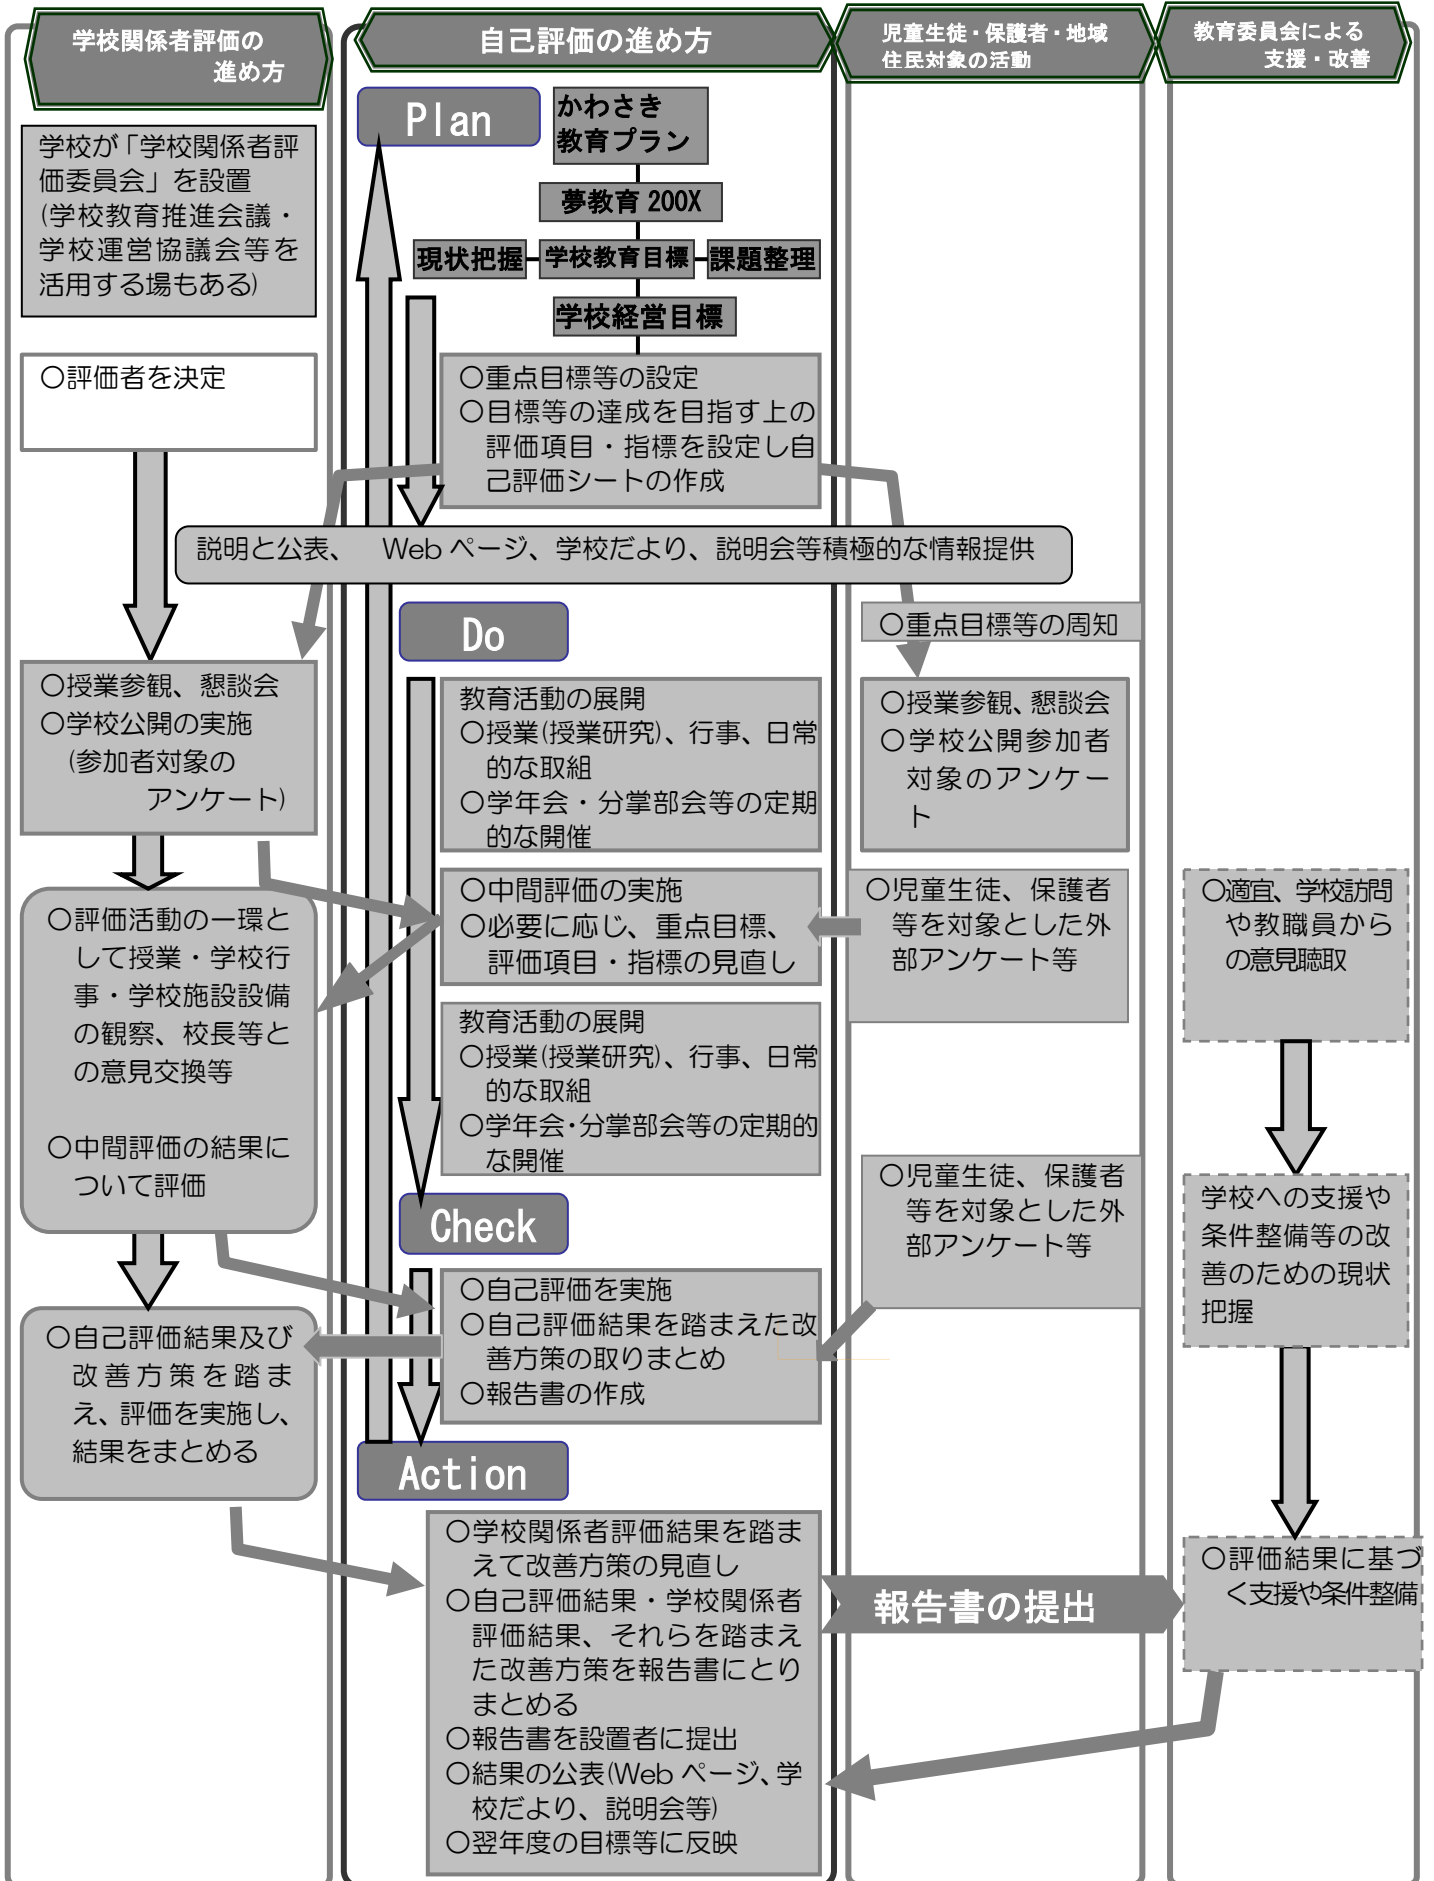 学校関係者評価の
進め方
自己評価の進め方
児童生徒・保護者・地域
住民対象の活動
教育委員会による
支援・改善
学校が「学校関係者評
価委員会」を設置
(学校教育推進会議・
学校運営協議会等を
活用する場もある)
〇評価者を決定
Plan
かわさき
教育プラン
夢教育 200X
現状把握
学校教育目標
課題整理
学校経営目標
〇重点目標等の設定
〇目標等の達成を目指す上の
評価項目・指標を設定し自
己評価シートの作成
説明と公表、　Web ページ、学校だより、説明会等積極的な情報提供
Do
〇重点目標等の周知
〇授業参観、懇談会
〇学校公開の実施
(参加者対象の
アンケート)
教育活動の展開
〇授業(授業研究)、行事、日常
的な取組
〇学年会・分掌部会等の定期
的な開催
〇授業参観、懇談会
〇学校公開参加者
対象のアンケー
ト
〇評価活動の一環と
して授業・学校行
事・学校施設設備
の観察、校長等と
の意見交換等
〇中間評価の結果に
ついて評価
〇中間評価の実施
〇必要に応じ、重点目標、
評価項目・指標の見直し
〇児童生徒、保護者
等を対象とした外
部アンケート等
〇適宜、学校訪問
や教職員から
の意見聴取
教育活動の展開
〇授業(授業研究)、行事、日常
的な取組
〇学年会・分掌部会等の定期的
な開催
Check
〇児童生徒、保護者
等を対象とした外
部アンケート等
学校への支援や
条件整備等の改
善のための現状
把握
〇自己評価を実施
〇自己評価結果を踏まえた改
善方策の取りまとめ
〇報告書の作成
〇自己評価結果及び
改善方策を踏ま
え、評価を実施し、
結果をまとめる
Action
〇学校関係者評価結果を踏ま
えて改善方策の見直し
〇自己評価結果・学校関係者
評価結果、それらを踏まえ
た改善方策を報告書にとり
まとめる
〇報告書を設置者に提出
〇結果の公表(Web ページ、学
校だより、説明会等)
〇翌年度の目標等に反映
報告書の提出
〇評価結果に基づ
く支援や条件整備